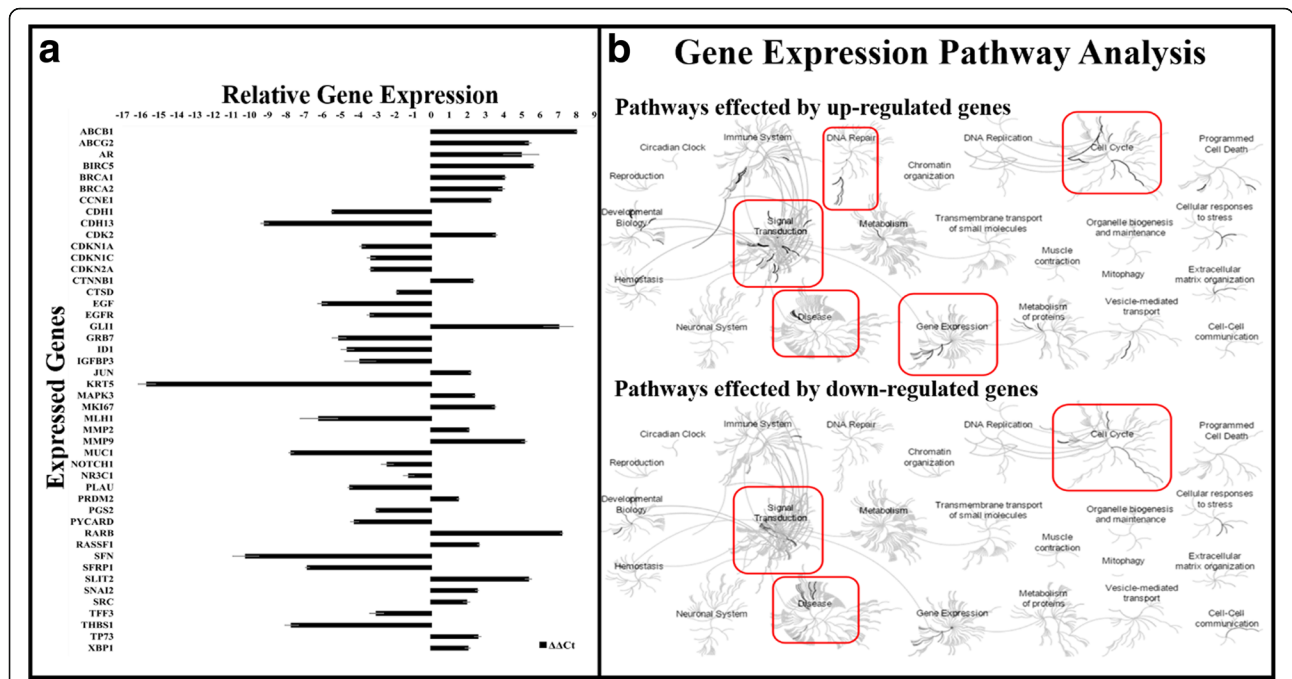 a
Relative Gene Expression
-17 -16 -15 -14 -13 -12 -11 -10 -9 -8 -7 -6 -5 -4 -3 -2 -1 0 1 2 3 4 5 6 7 8 9
Expressed Genes
ABCB1
ABCG2
AR
BIRC5
BRCA1
BRCA2
CCNE1
CDH1
CDH13
CDK2
CDKN1A
CDKN1C
CDKN2A
CTNNB1
CTSD
EGF
EGFR
GLI1
GRB7
ID1
IGFBP3
JUN
KRT5
MAPK3
MKI67
MLH1
MMP2
MMP9
MUC1
NOTCH1
NR3C1
PLAU
PRDM2
PGS2
PYCARD
RARB
RASSF1
SFN
SFRP1
SLIT2
SNAI2
SRC
TFF3
THBS1
TP73
XBP1
ΔΔCt
b
Gene Expression Pathway Analysis
Pathways effected by up-regulated genes
Immune System
DNA Repair
DNA Replication
Cell Cycle
Programmed
Cell Death
Circadian Clock
Chromatin
organization
Reproduction
Developmental
Biology
Signal
Transduction
Metabolism
Transmembrane transport
of small molecules
Organelle biogenesis
and maintenance
Cellular responses
to stress
Muscle
contraction
Mitophagy
Hemostasis
Extracellular
matrix organization
Neuronal System
Disease
Gene Expression
Metabolism
of proteins
Vesicle-mediated
transport
Cell-Cell
communication
Pathways effected by down-regulated genes
Immune System
DNA Repair
DNA Replication
Cell Cycle
Programmed
Cell Death
Circadian Clock
Chromatin
organization
Reproduction
Developmental
Biology
Signal
Transduction
Metabolism
Transmembrane transport
of small molecules
Organelle biogenesis
and maintenance
Cellular responses
to stress
Muscle
contraction
Mitophagy
Hemostasis
Extracellular
matrix organization
Neuronal System
Disease
Gene Expression
Metabolism
of proteins
Vesicle-mediated
transport
Cell-Cell
communication